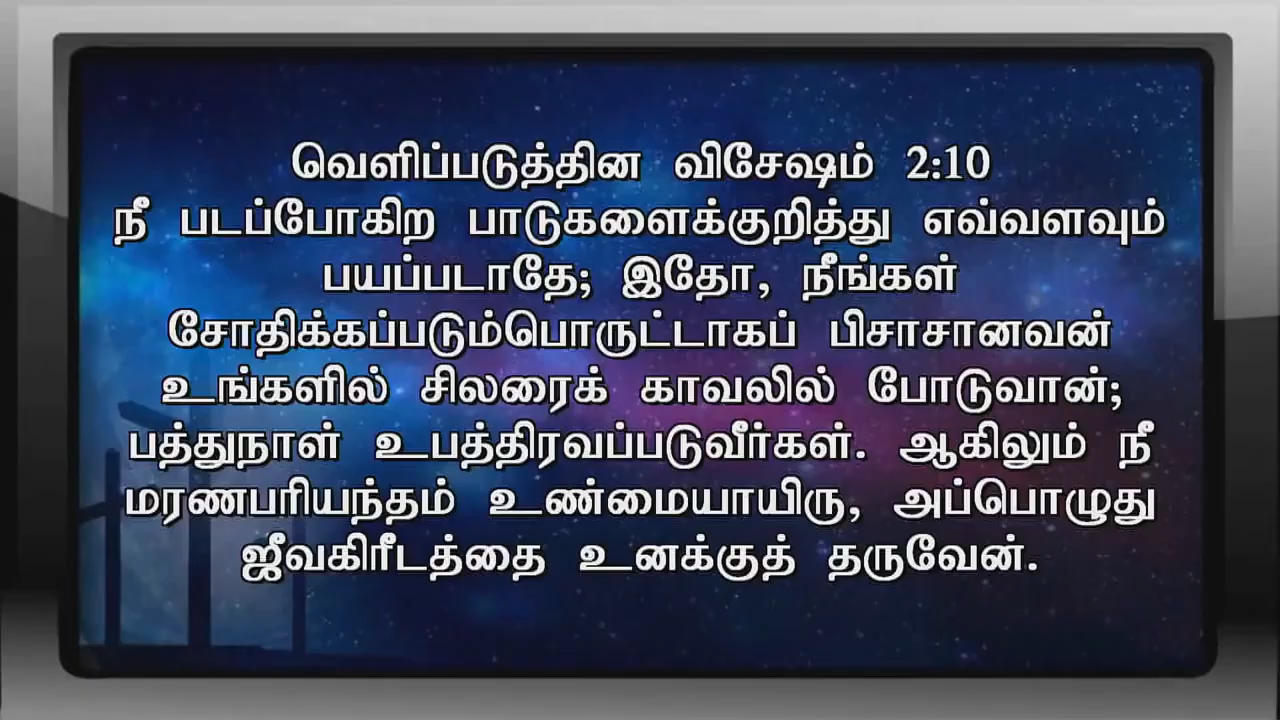 வெளிப்படுத்தின விசேஷம் 2:10
நீ படப்போகிற பாடுகளைக்குறித்து எவ்வளவும்
பயப்படாதே; இதோ, நீங்கள்
சோதிக்கப்படும்பொருட்டாகப் பிசாசானவன்
உங்களில் சிலரைக் காவலில் போடுவான்;
பத்துநாள் உபத்திரவப்படுவீர்கள். ஆகிலும் நீ
மரணபரியந்தம் உண்மையாயிரு, அப்பொழுது
ஜீவகிரீடத்தை உனக்குத் தருவேன்.